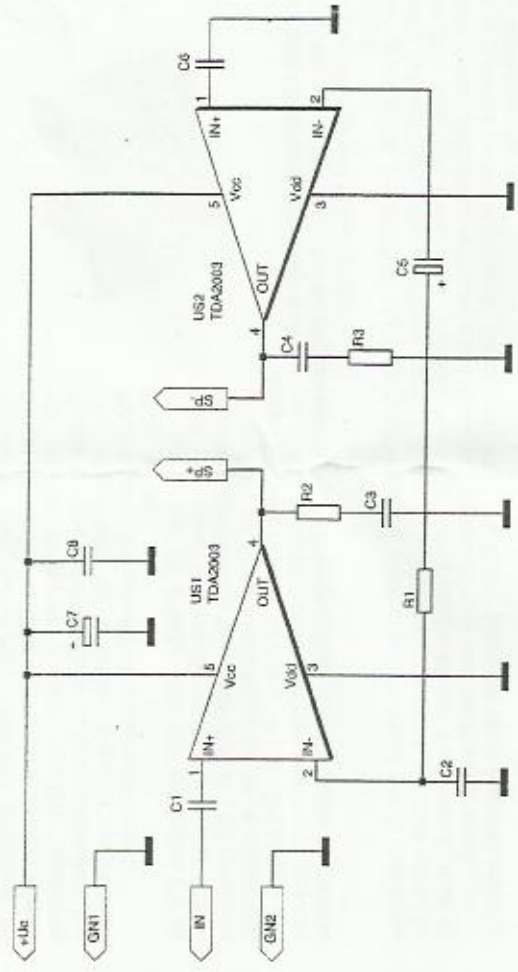 +Uc
GN1
IN
GN2
C1
1
IN+
IN-
2
C2
5
Vcc
Vdd
3
C7
+
C8
US1
TDA2003
OUT
4
R1
R2
C3
SP+
SP-
US2
TDA2003
OUT
4
C4
R3
5
Vcc
Vdd
3
C5
+
C6
1
IN+
IN-
2